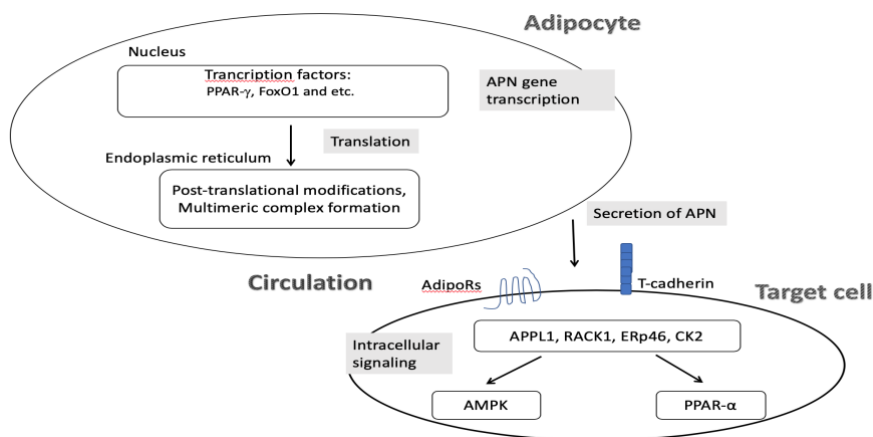 Adipocyte
Nucleus
Trancription factors:
PPAR-γ, FoxO1 and etc.
APN gene
transcription
Translation
Endoplasmic reticulum
Post-translational modifications,
Multimeric complex formation
Secretion of APN
Circulation
AdipoRs
T-cadherin
Target cell
Intracellular
signaling
APPL1, RACK1, ERp46, CK2
AMPK
PPAR-α